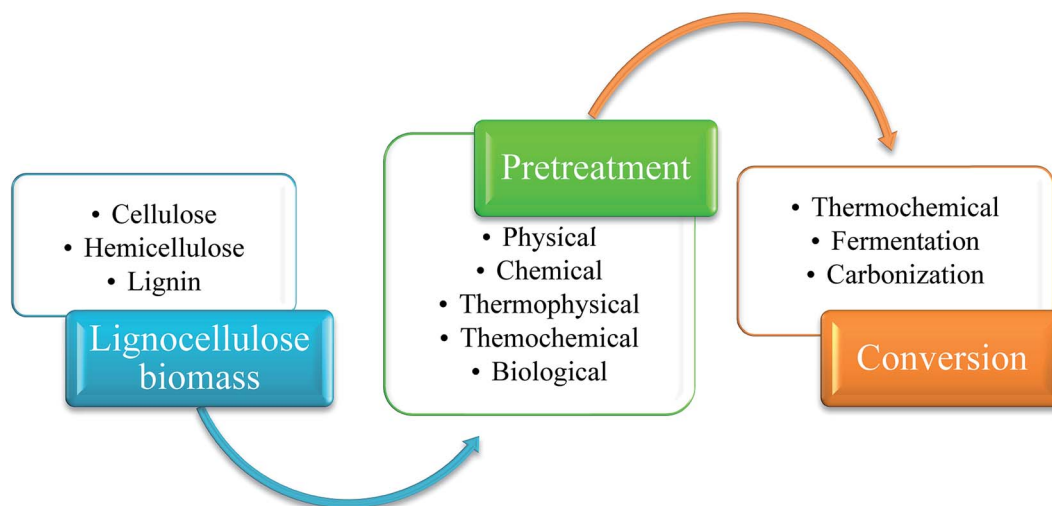 • Cellulose
• Hemicellulose
• Lignin
Lignocellulose
biomass
Pretreatment
• Physical
• Chemical
• Thermophysical
• Themochemical
• Biological
• Thermochemical
• Fermentation
• Carbonization
Conversion